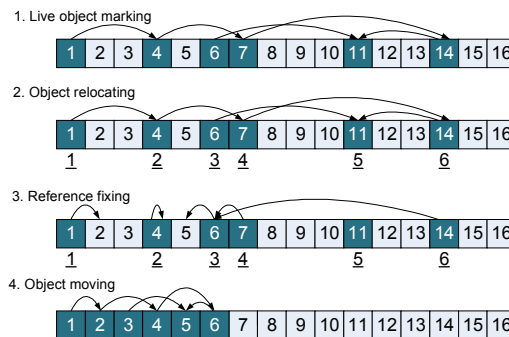 1. Live object marking
1 2 3 4 5 6 7 8 9 10 11 12 13 14 15 16
2. Object relocating
1 2 3 4 5 6 7 8 9 10 11 12 13 14 15 16
1 2 3 4 5 6
3. Reference fixing
1 2 3 4 5 6 7 8 9 10 11 12 13 14 15 16
1 2 3 4 5 6
4. Object moving
1 2 3 4 5 6 7 8 9 10 11 12 13 14 15 16